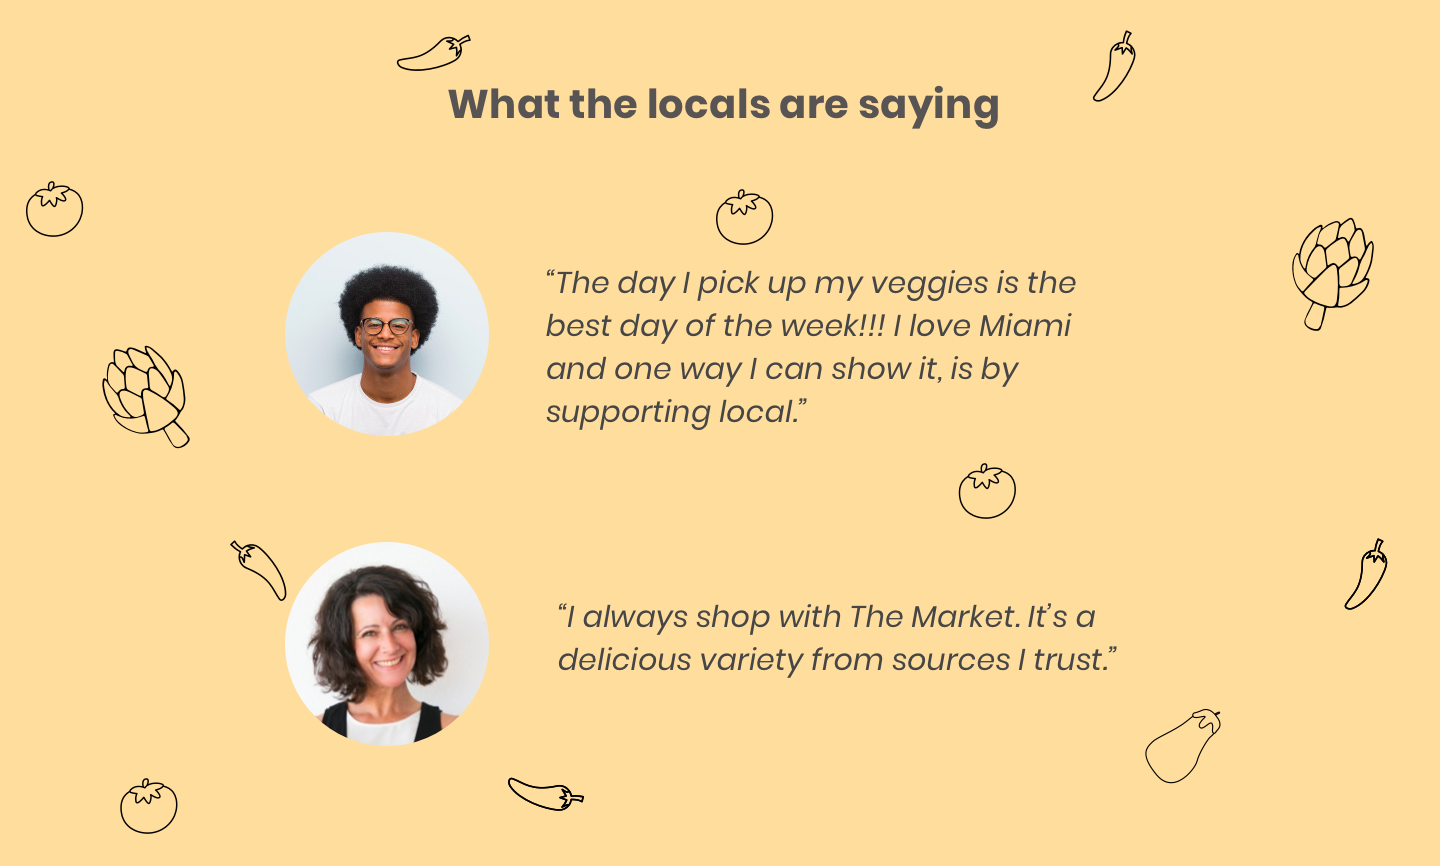 What the locals are saying
“The day I pick up my veggies is the
best day of the week!!! I love Miami
and one way I can show it, is by
supporting local.”
“I always shop with The Market. It’s a
delicious variety from sources I trust.”